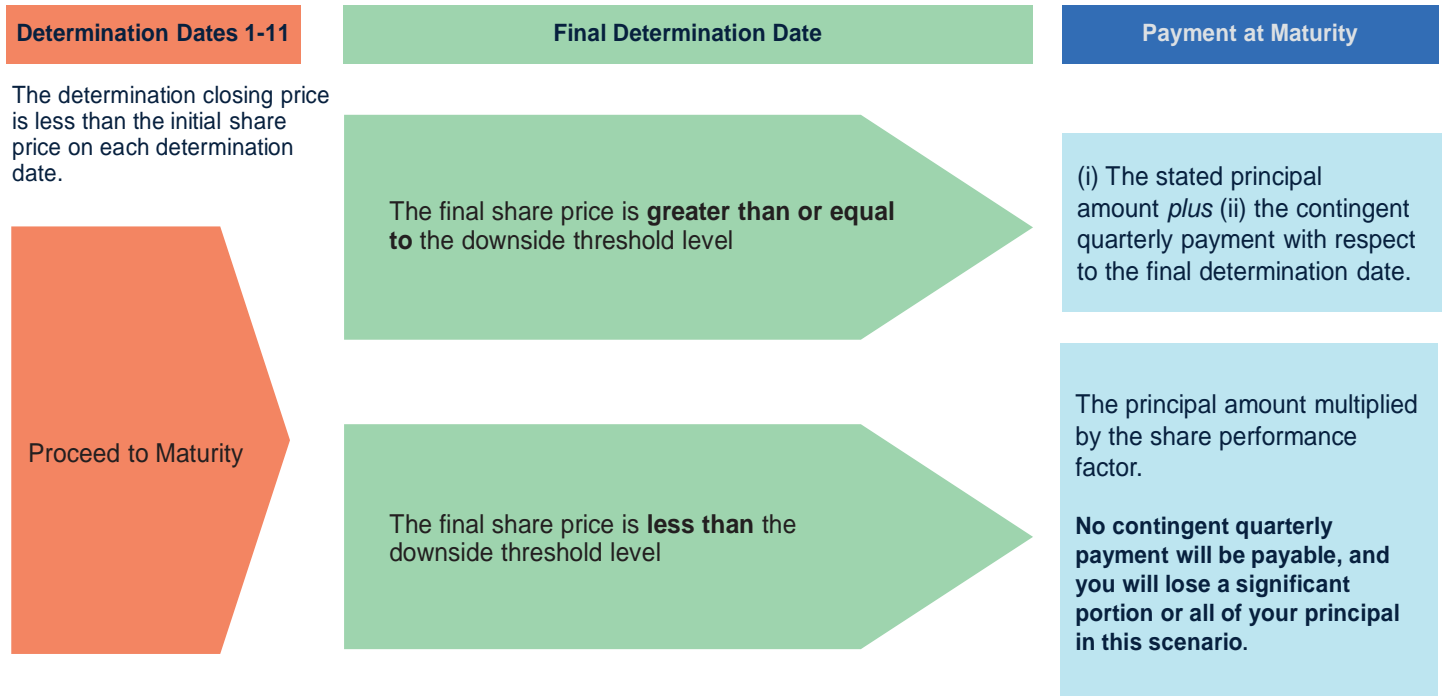 Determination Dates 1-11
Final Determination Date
Payment at Maturity
The determination closing price
is less than the initial share
price on each determination
date.
Proceed to Maturity
The final share price is greater than or equal
to the downside threshold level
(i) The stated principal
amount plus (ii) the contingent
quarterly payment with respect
to the final determination date.
The final share price is less than the
downside threshold level
The principal amount multiplied
by the share performance
factor.
No contingent quarterly
payment will be payable, and
you will lose a significant
portion or all of your principal
in this scenario.